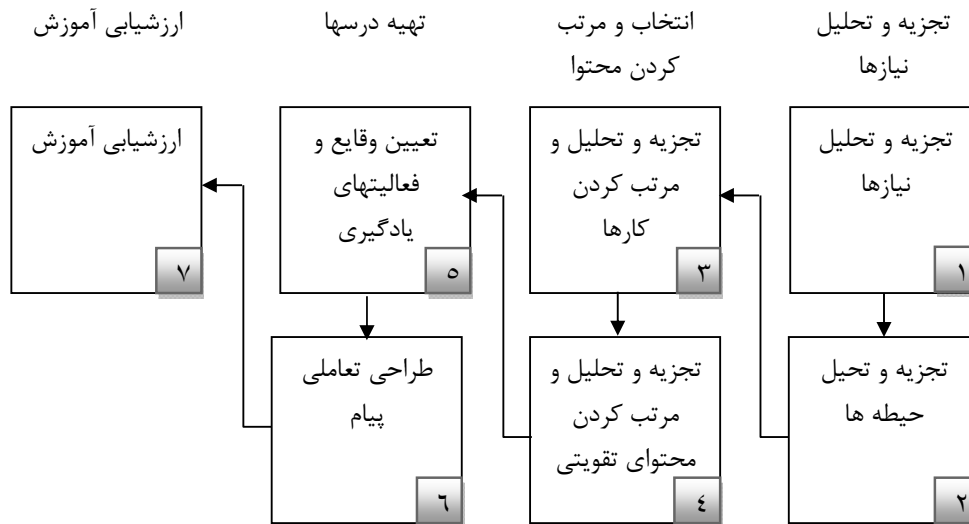 تجزیه و تحلیل
نیازها
انتخاب و مرتب
کردن محتوا
تهیه درسها
ارزشیابی آموزش
تجزیه و تحلیل
نیازها
۱
تجزیه و تحیل
حیطه ها
۲
تجزیه و تحلیل و
مرتب کردن
کارها
۳
تجزیه و تحلیل و
مرتب کردن
محتوای تقویتی
٤
تعیین وقایع و
فعالیتهای
یادگیری
٥
طراحی تعاملی
پیام
٦
ارزشیابی آموزش
۷